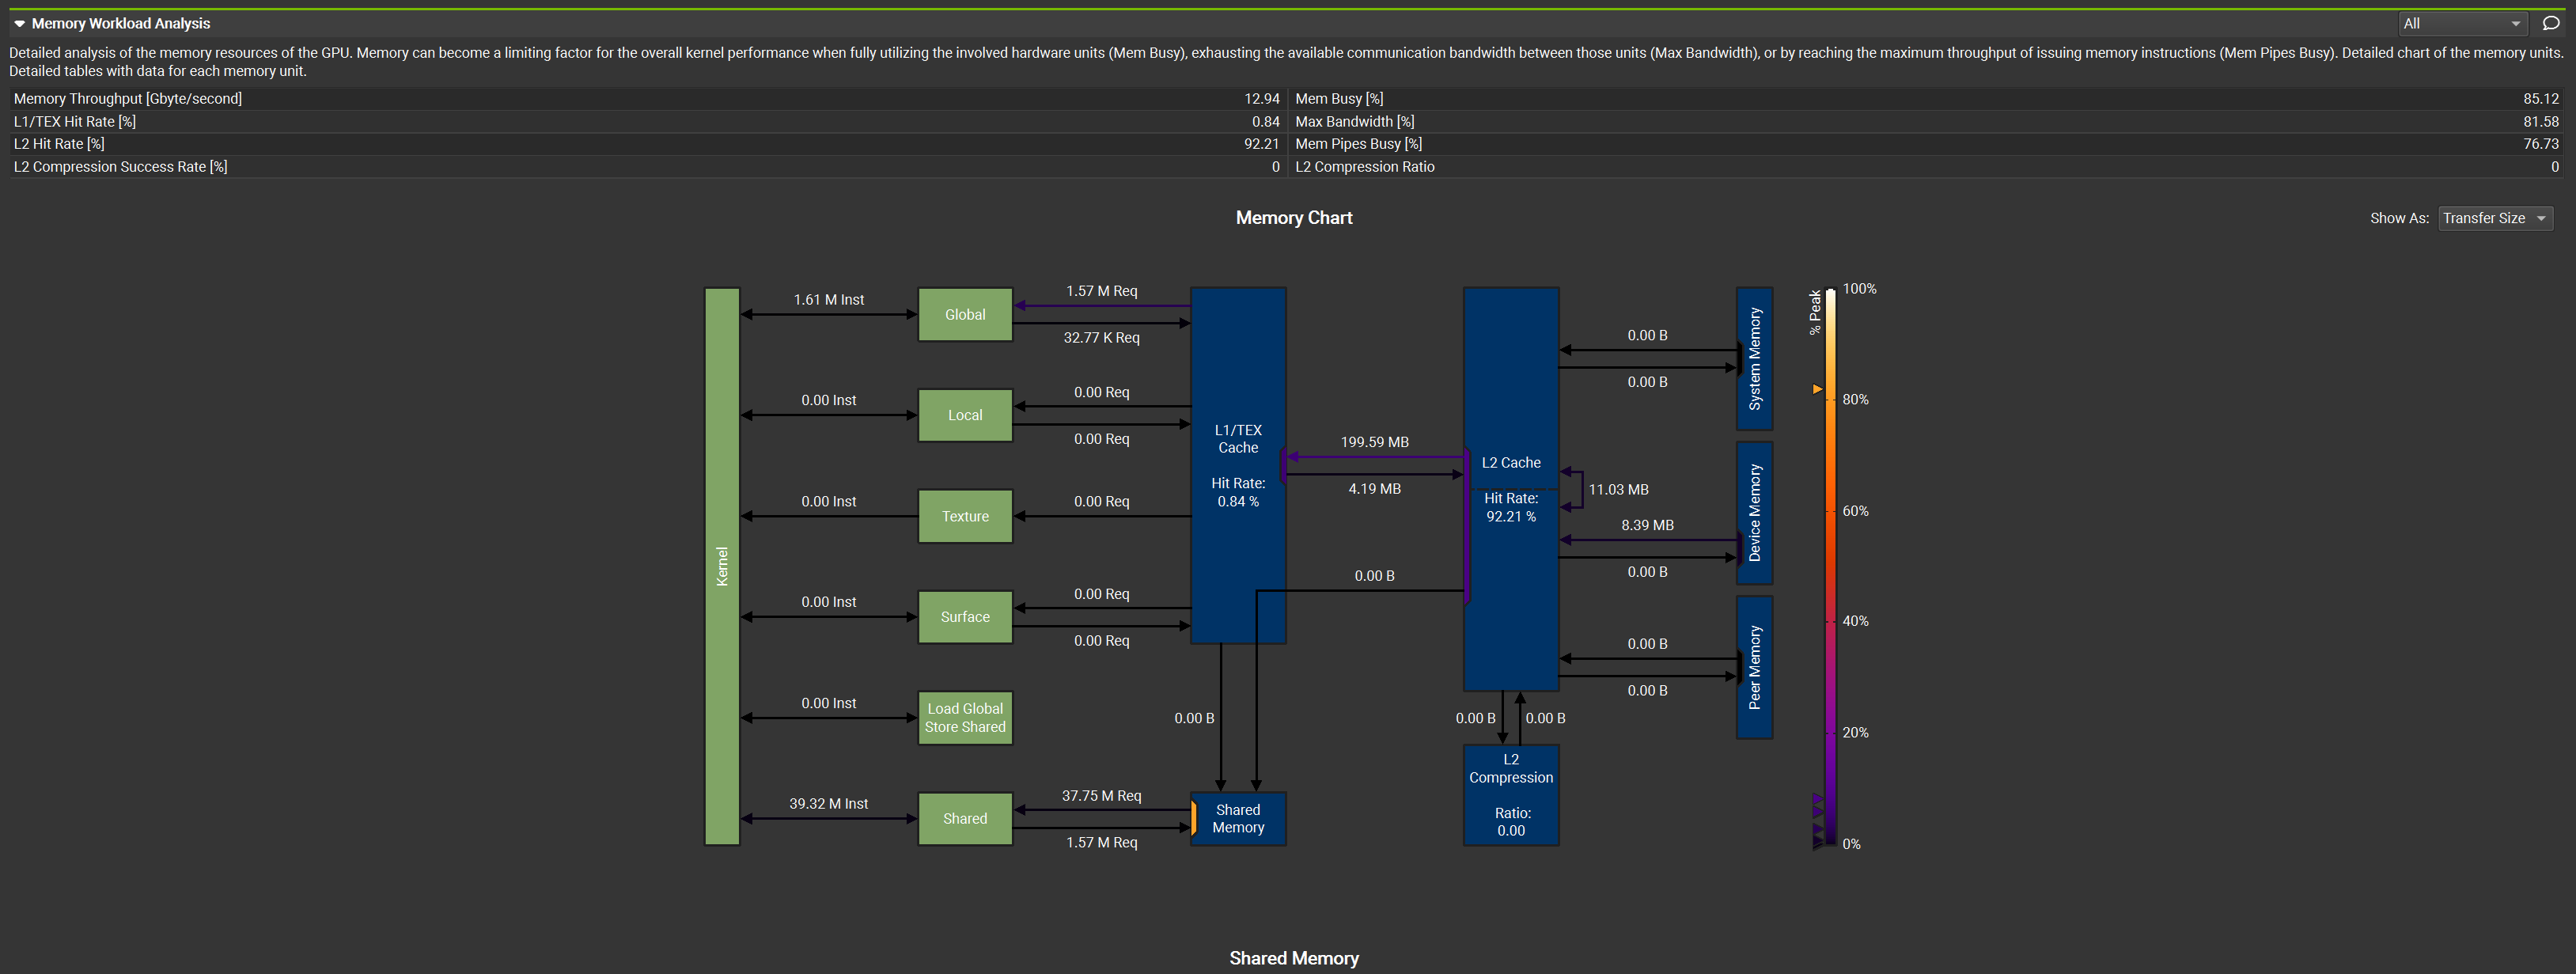 Memory Workload Analysis
All
Detailed analysis of the memory resources of the GPU. Memory can become a limiting factor for the overall kernel performance when fully utilizing the involved hardware units (Mem Busy), exhausting the available communication bandwidth between those units (Max Bandwidth), or by reaching the maximum throughput of issuing memory instructions (Mem Pipes Busy). Detailed chart of the memory units.
Detailed tables with data for each memory unit.
Memory Throughput [Gbyte/second] 12.94 Mem Busy [%] 85.12
L1/TEX Hit Rate [%] 0.84 Max Bandwidth [%] 81.58
L2 Hit Rate [%] 92.21 Mem Pipes Busy [%] 76.73
L2 Compression Success Rate [%] 0 L2 Compression Ratio 0
Memory Chart
Show As: Transfer Size
Kernel
1.61 M Inst
Global
1.57 M Req
32.77 K Req
0.00 Inst
Local
0.00 Req
0.00 Req
0.00 Inst
Texture
0.00 Req
0.00 Inst
Surface
0.00 Req
0.00 Req
0.00 Inst
Load Global
Store Shared
39.32 M Inst
Shared
37.75 M Req
1.57 M Req
L1/TEX
Cache
Hit Rate:
0.84 %
0.00 B
Shared
Memory
199.59 MB
4.19 MB
0.00 B
L2 Cache
Hit Rate:
92.21 %
11.03 MB
0.00 B
0.00 B
L2
Compression
Ratio:
0.00
0.00 B
0.00 B
System Memory
8.39 MB
0.00 B
Device Memory
0.00 B
0.00 B
Peer Memory
% Peak
100%
80%
60%
40%
20%
0%
Shared Memory